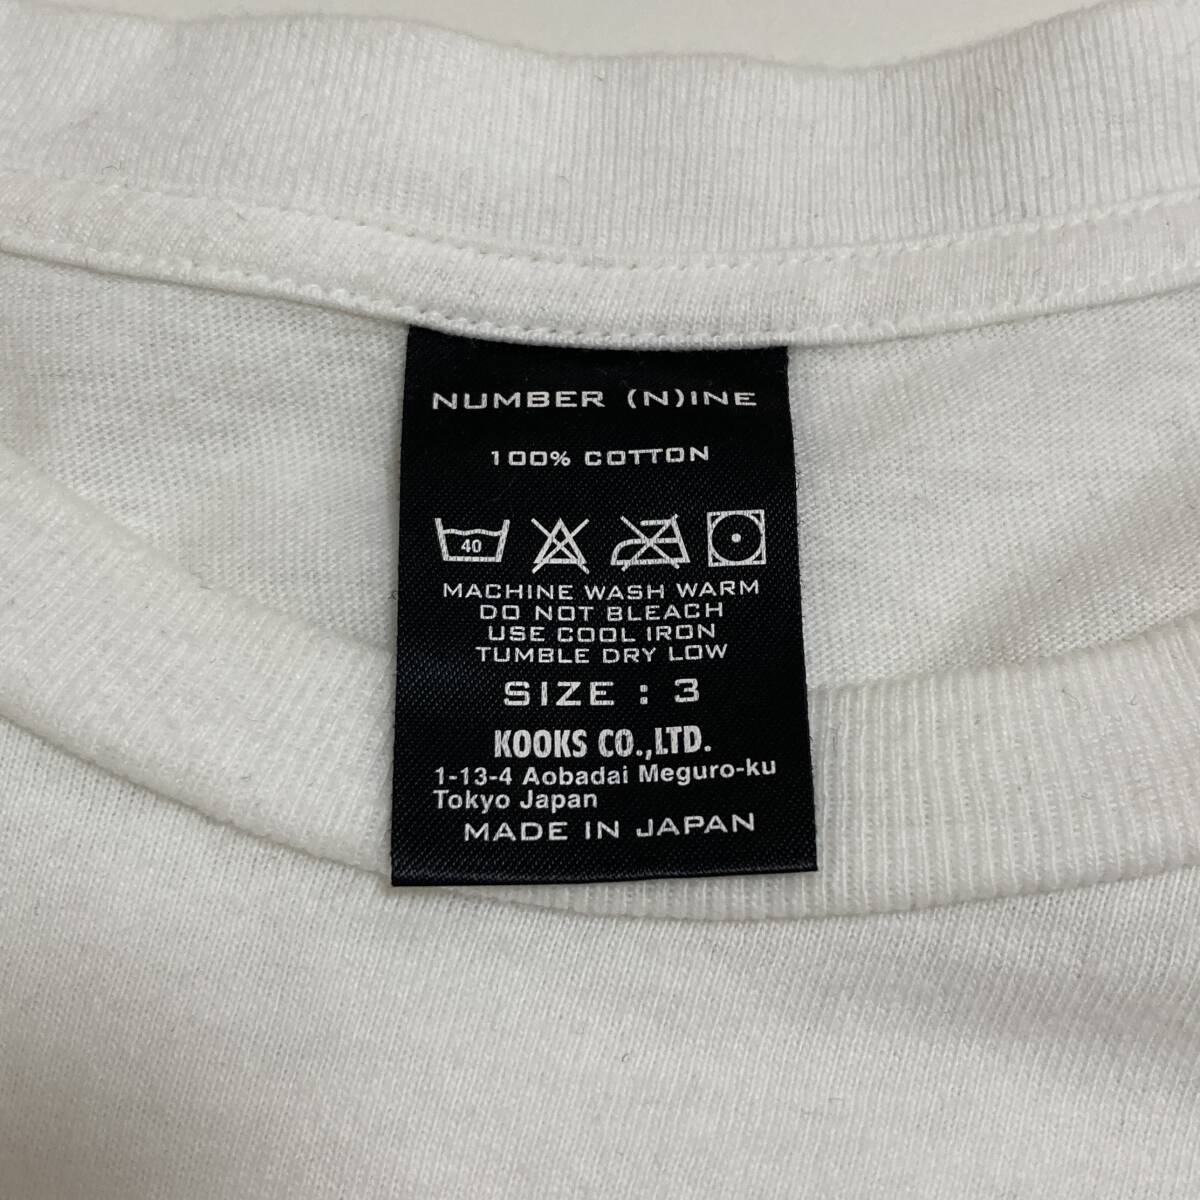 NUMBER (N)INE
100% COTTON
40
MACHINE WASH WARM
DO NOT BLEACH
USE COOL IRON
TUMBLE DRY LOW
SIZE : 3
KOOKS CO.,LTD.
1-13-4 Aobadai Meguro-ku
Tokyo Japan
MADE IN JAPAN